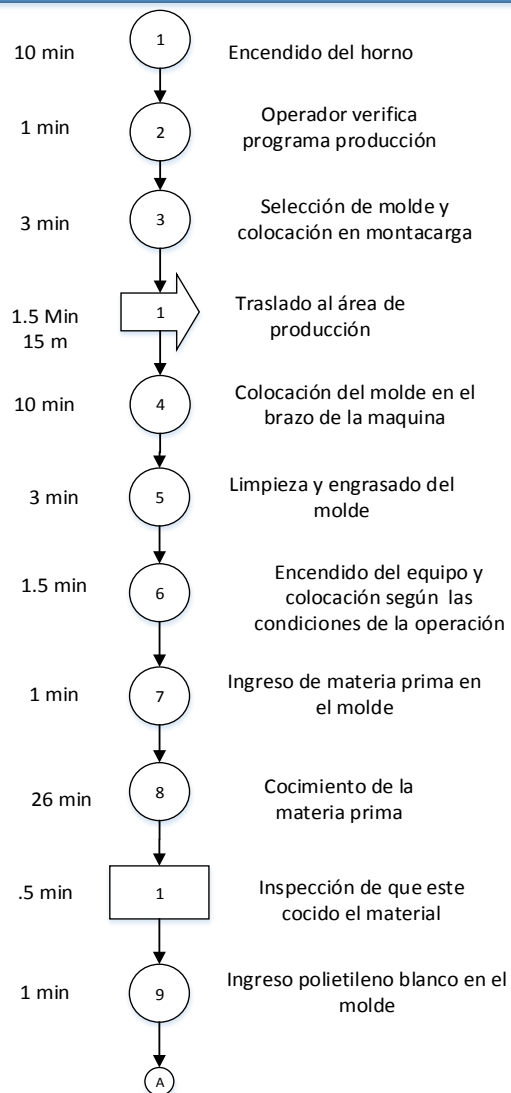 10 min
1
Encendido del horno
1 min
2
Operador verifica
programa producción
3 min
3
Selección de molde y
colocación en montacarga
1.5 Min
15 m
1
Traslado al área de
producción
10 min
4
Colocación del molde en el
brazo de la maquina
3 min
5
Limpieza y engrasado del
molde
1.5 min
6
Encendido del equipo y
colocación según las
condiciones de la operación
1 min
7
Ingreso de materia prima en
el molde
26 min
8
Cocimiento de la
materia prima
.5 min
1
Inspección de que este
cocido el material
1 min
9
Ingreso polietileno blanco en el
molde
A